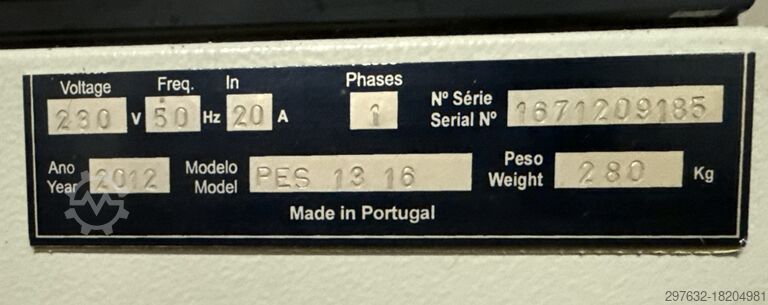 Voltage Freq. In Phases
230 V 50 Hz 20 A 1 Nº Série
Serial Nº 1671209185
Ano
Year 2012 Modelo
Model PES 13 16 Peso
Weight 280 Kg
Made in Portugal
297632-18204981